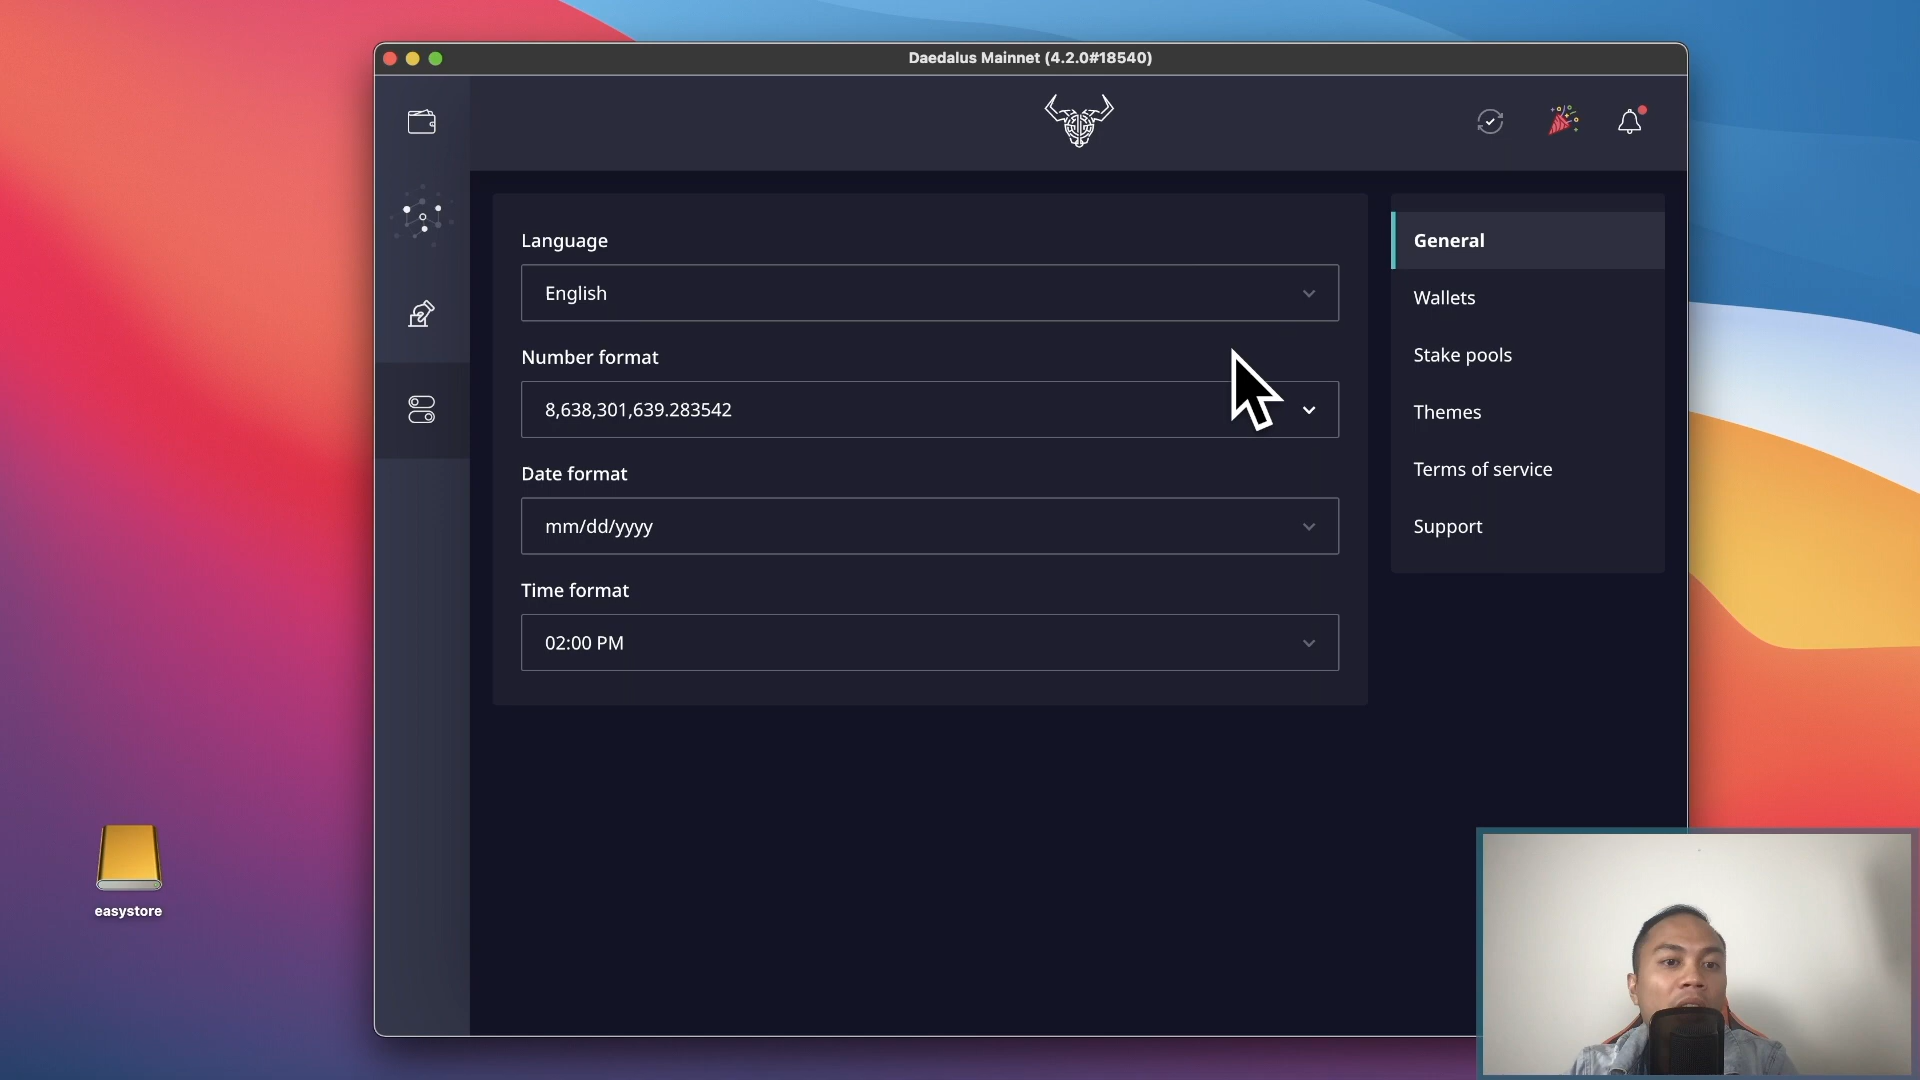 Daedalus Mainnet (4.2.0#18540)
Language
English
Number format
8,638,301,639.283542
Date format
mm/dd/yyyy
Time format
02:00 PM
General
Wallets
Stake pools
Themes
Terms of service
Support
easystore